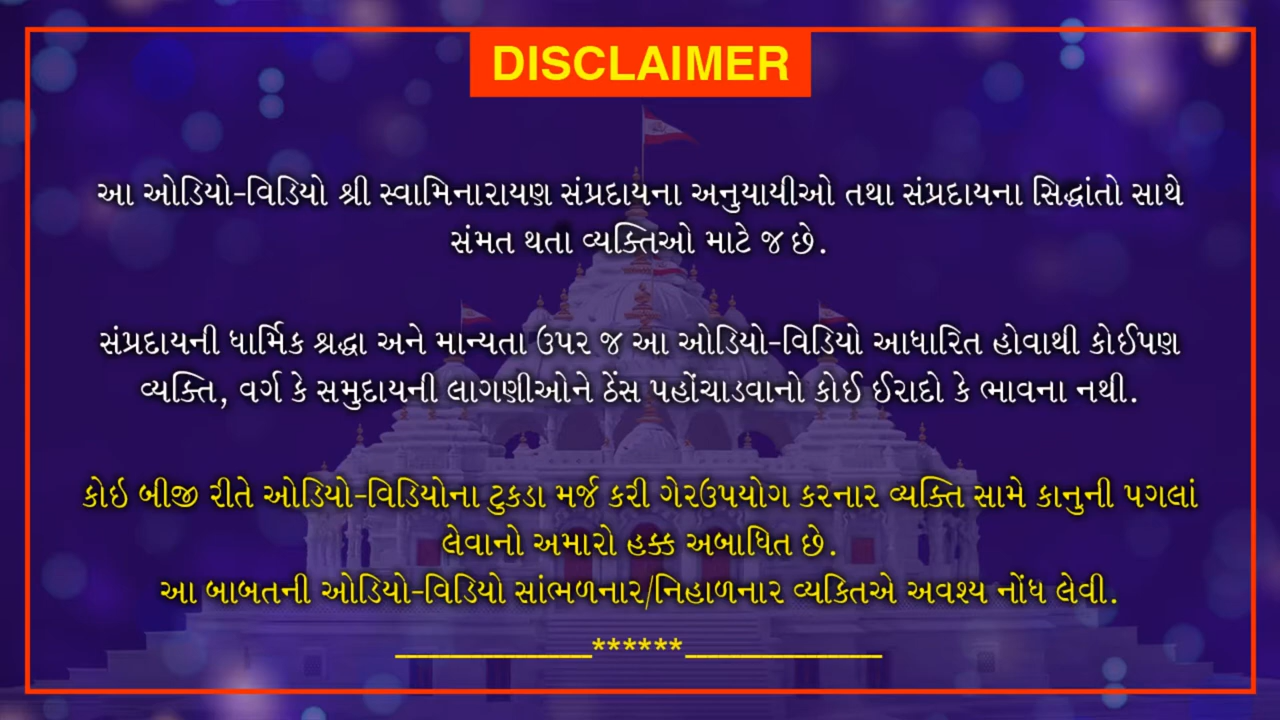 DISCLAIMER
આ ઓડિયો-વિડિયો શ્રી સ્વામિનારાયણ સંપ્રદાયના અનુયાયીઓ તથા સંપ્રદાયના સિદ્ધાંતો સાથે
સંમત થતા વ્યક્તિઓ માટે જ છે.
સંપ્રદાયની ધાર્મિક શ્રદ્ધા અને માન્યતા ઉપર જ આ ઓડિયો-વિડિયો આધારિત હોવાથી કોઈપણ
વ્યક્તિ, વર્ગ કે સમુદાયની લાગણીઓને ઠેંસ પહોંચાડવાનો કોઈ ઈરાદો કે ભાવના નથી.
કોઇ બીજી રીતે ઓડિયો-વિડિયોના ટુકડા મર્જ કરી ગેરઉપયોગ કરનાર વ્યક્તિ સામે કાનુની પગલાં
લેવાનો અમારો હક્ક અબાધિત છે.
આ બાબતની ઓડિયો-વિડિયો સાંભળનાર/નિહાળનાર વ્યકિતએ અવશ્ય નોંધ લેવી.
______________******______________